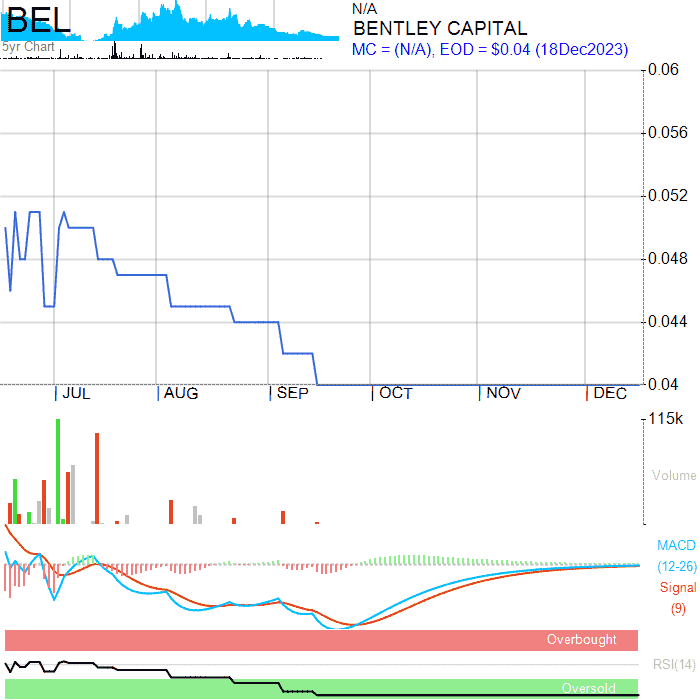 BEL
5yr Chart
N/A
BENTLEY CAPITAL
MC = (N/A), EOD = $0.04 (18Dec2023)
0.06
0.056
0.052
0.048
0.044
0.04
JUL AUG SEP OCT NOV DEC
115k
Volume
MACD
(12-26)
Signal
(9)
Overbought
RSI(14)
Oversold